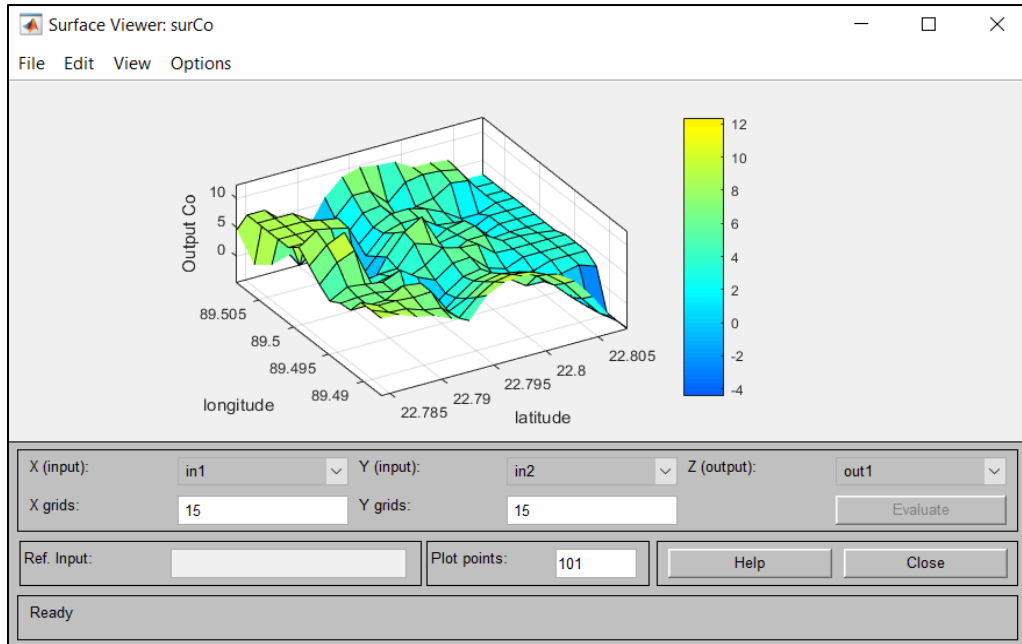 Surface Viewer: surCo
File Edit View Options
Output Co
10
5
0
89.505
89.5
89.495
89.49
longitude
22.785
22.79
22.795
22.8
22.805
latitude
12
10
8
6
4
2
0
-2
-4
X (input): in1 Y (input): in2 Z (output): out1
X grids: 15 Y grids: 15 Evaluate
Ref. Input: Plot points: 101 Help Close
Ready